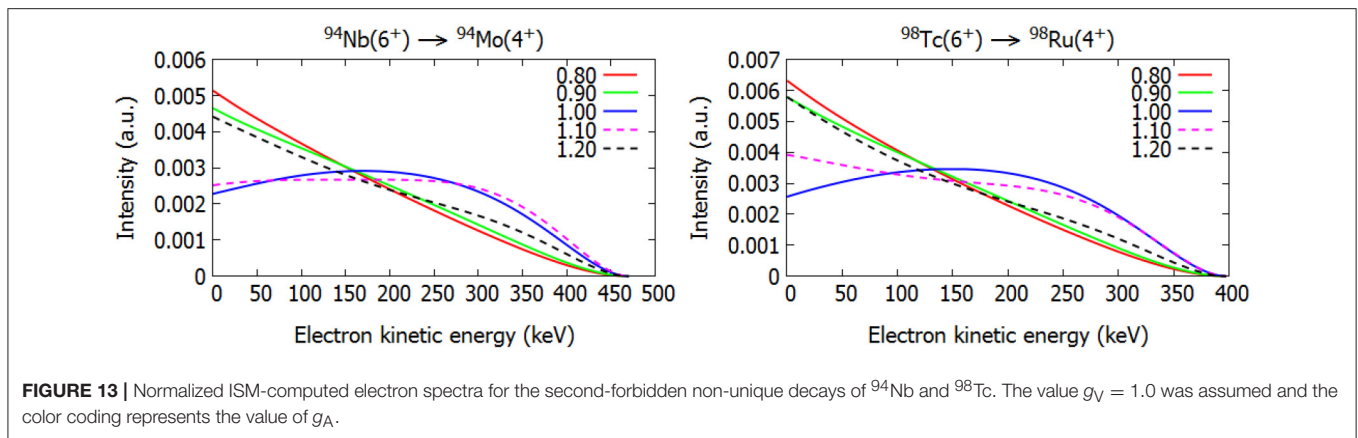 ⁹⁴Nb(6⁺) → ⁹⁴Mo(4⁺)
0.006
0.005
0.004
0.003
0.002
0.001
0
Intensity (a.u.)
0.80
0.90
1.00
1.10
1.20
0 50 100 150 200 250 300 350 400 450 500
Electron kinetic energy (keV)
⁹⁸Tc(6⁺) → ⁹⁸Ru(4⁺)
0.007
0.006
0.005
0.004
0.003
0.002
0.001
0
Intensity (a.u.)
0.80
0.90
1.00
1.10
1.20
0 50 100 150 200 250 300 350 400
Electron kinetic energy (keV)
FIGURE 13 | Normalized ISM-computed electron spectra for the second-forbidden non-unique decays of ⁹⁴Nb and ⁹⁸Tc. The value g_V = 1.0 was assumed and the
color coding represents the value of g_A.